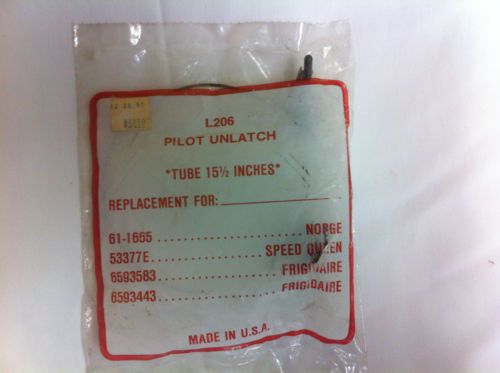 L206
PILOT UNLATCH
*TUBE 15½ INCHES*
REPLACEMENT FOR:
61-1665 NORGE
53377E SPEED QUEEN
6593583 FRIGIDAIRE
6593443 FRIGIDAIRE
MADE IN U.S.A.